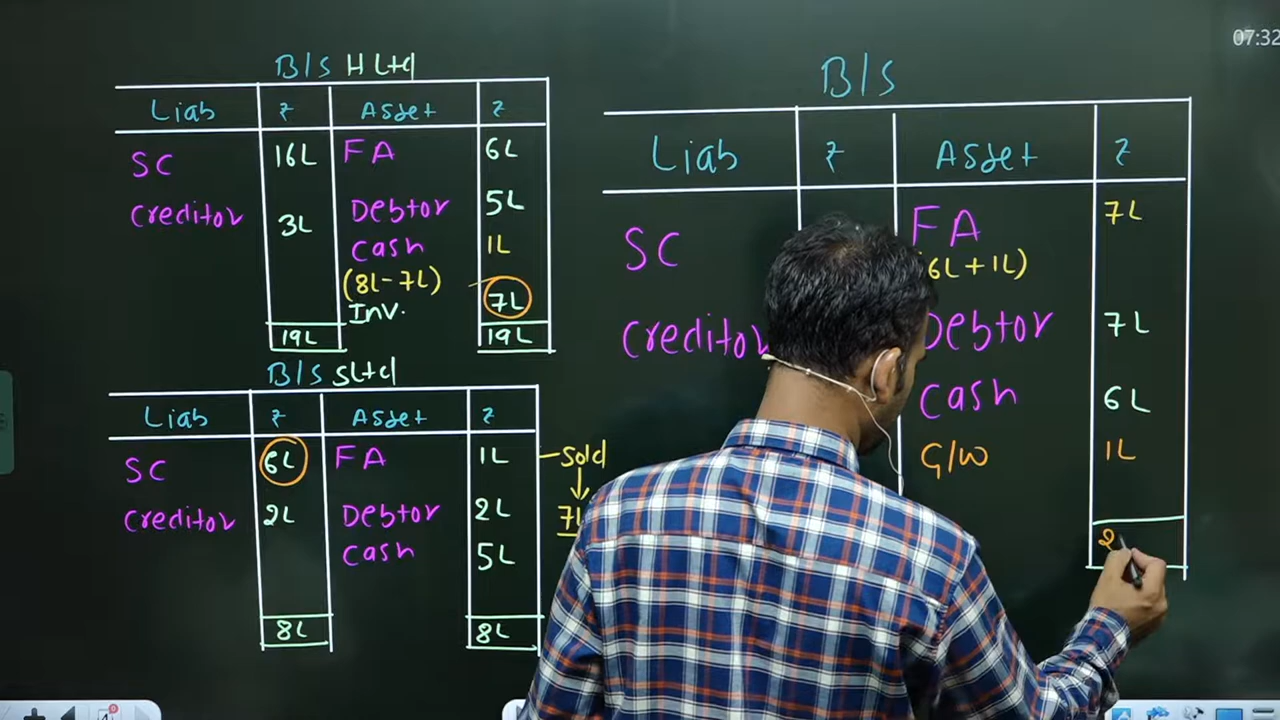 07:32
B/S H Ltd
Liab ₹ Asset ₹
SC 16L FA 6L
Creditor 3L Debtor 5L
Cash 1L
(8L-7L)
Inv. 7L
19L 19L
B/S SLtd
Liab ₹ Asset ₹
SC 6L FA 1L Sold
Creditor 2L Debtor 2L
Cash 5L
8L 8L
B/S
Liab ₹ Asset ₹
SC FA 7L
6L+1L)
Creditor Debtor 7L
Cash 6L
G/W 1L
2